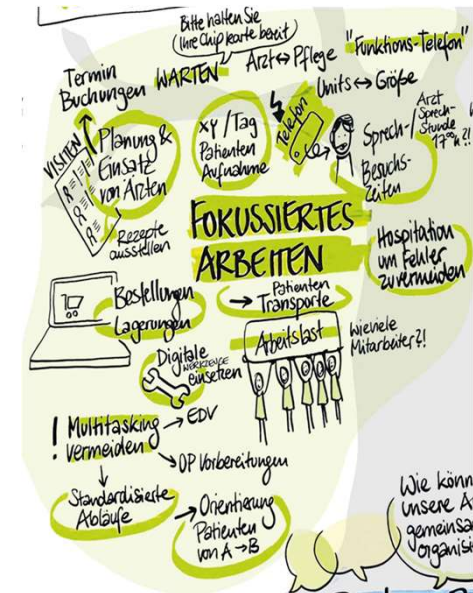 Bitte halten Sie
Ihre Chipkarte bereit
Termin
Buchungen
WARTEN
Arzt ↔ Pflege
"Funktions-Telefon"
Units ↔ Größe
VISITEN
Planung &
Einsatz
von Ärzten
XY / Tag
Patienten
Aufnahme
Telefon
Sprech-/
Besuchs-
zeiten
Arzt
Sprech-
Stunde
17⁰⁰h ?!
Rezepte
ausstellen
FOKUSSIERTES
ARBEITEN
Hospitation
um Fehler
zu vermeiden
Bestellungen
Lagerungen
→ Patienten
Transporte
Arbeitslast
wieviele
Mitarbeiter?!
Digitale
WERKZEUGE
einsetzen
! Multitasking
vermeiden
→ EDV
→ OP Vorbereitungen
Standardisierte
Abläufe
→ Orientierung
Patienten
von A → B
Wie könn
unsere A
gemeinsa
organisi